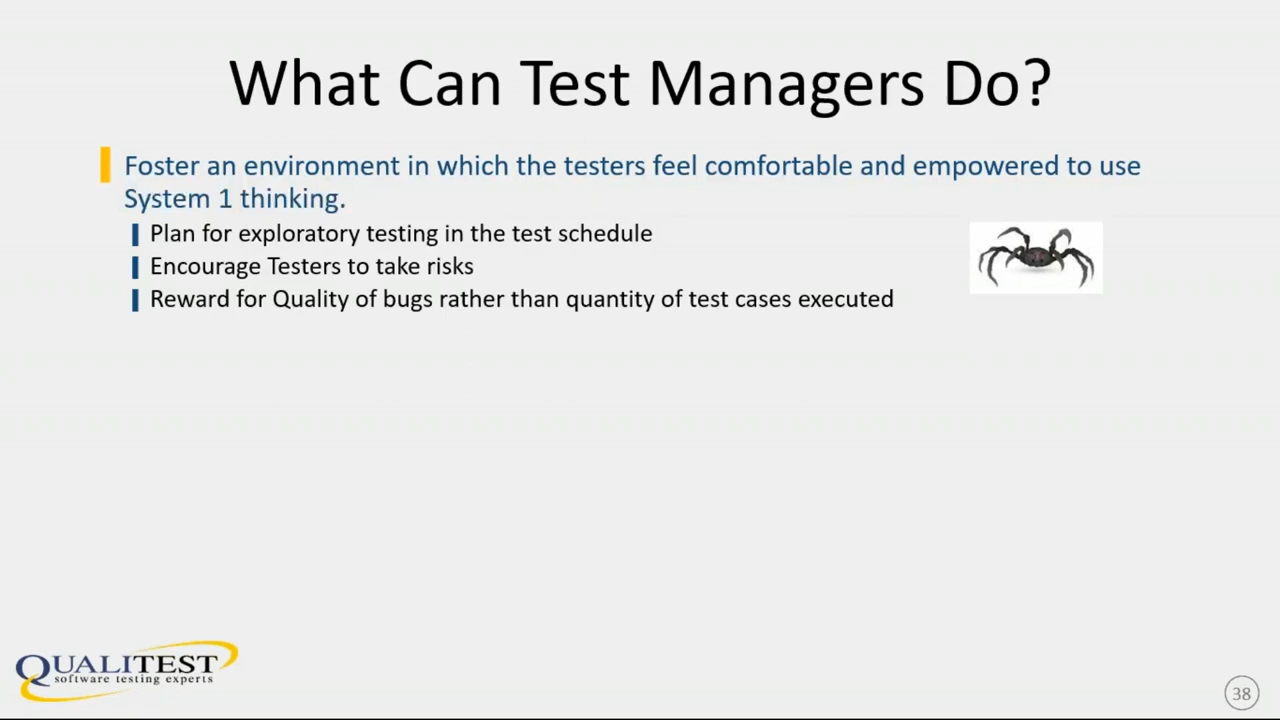 What Can Test Managers Do?
Foster an environment in which the testers feel comfortable and empowered to use
System 1 thinking.
Plan for exploratory testing in the test schedule
Encourage Testers to take risks
Reward for Quality of bugs rather than quantity of test cases executed
QUALITEST
software testing experts
38